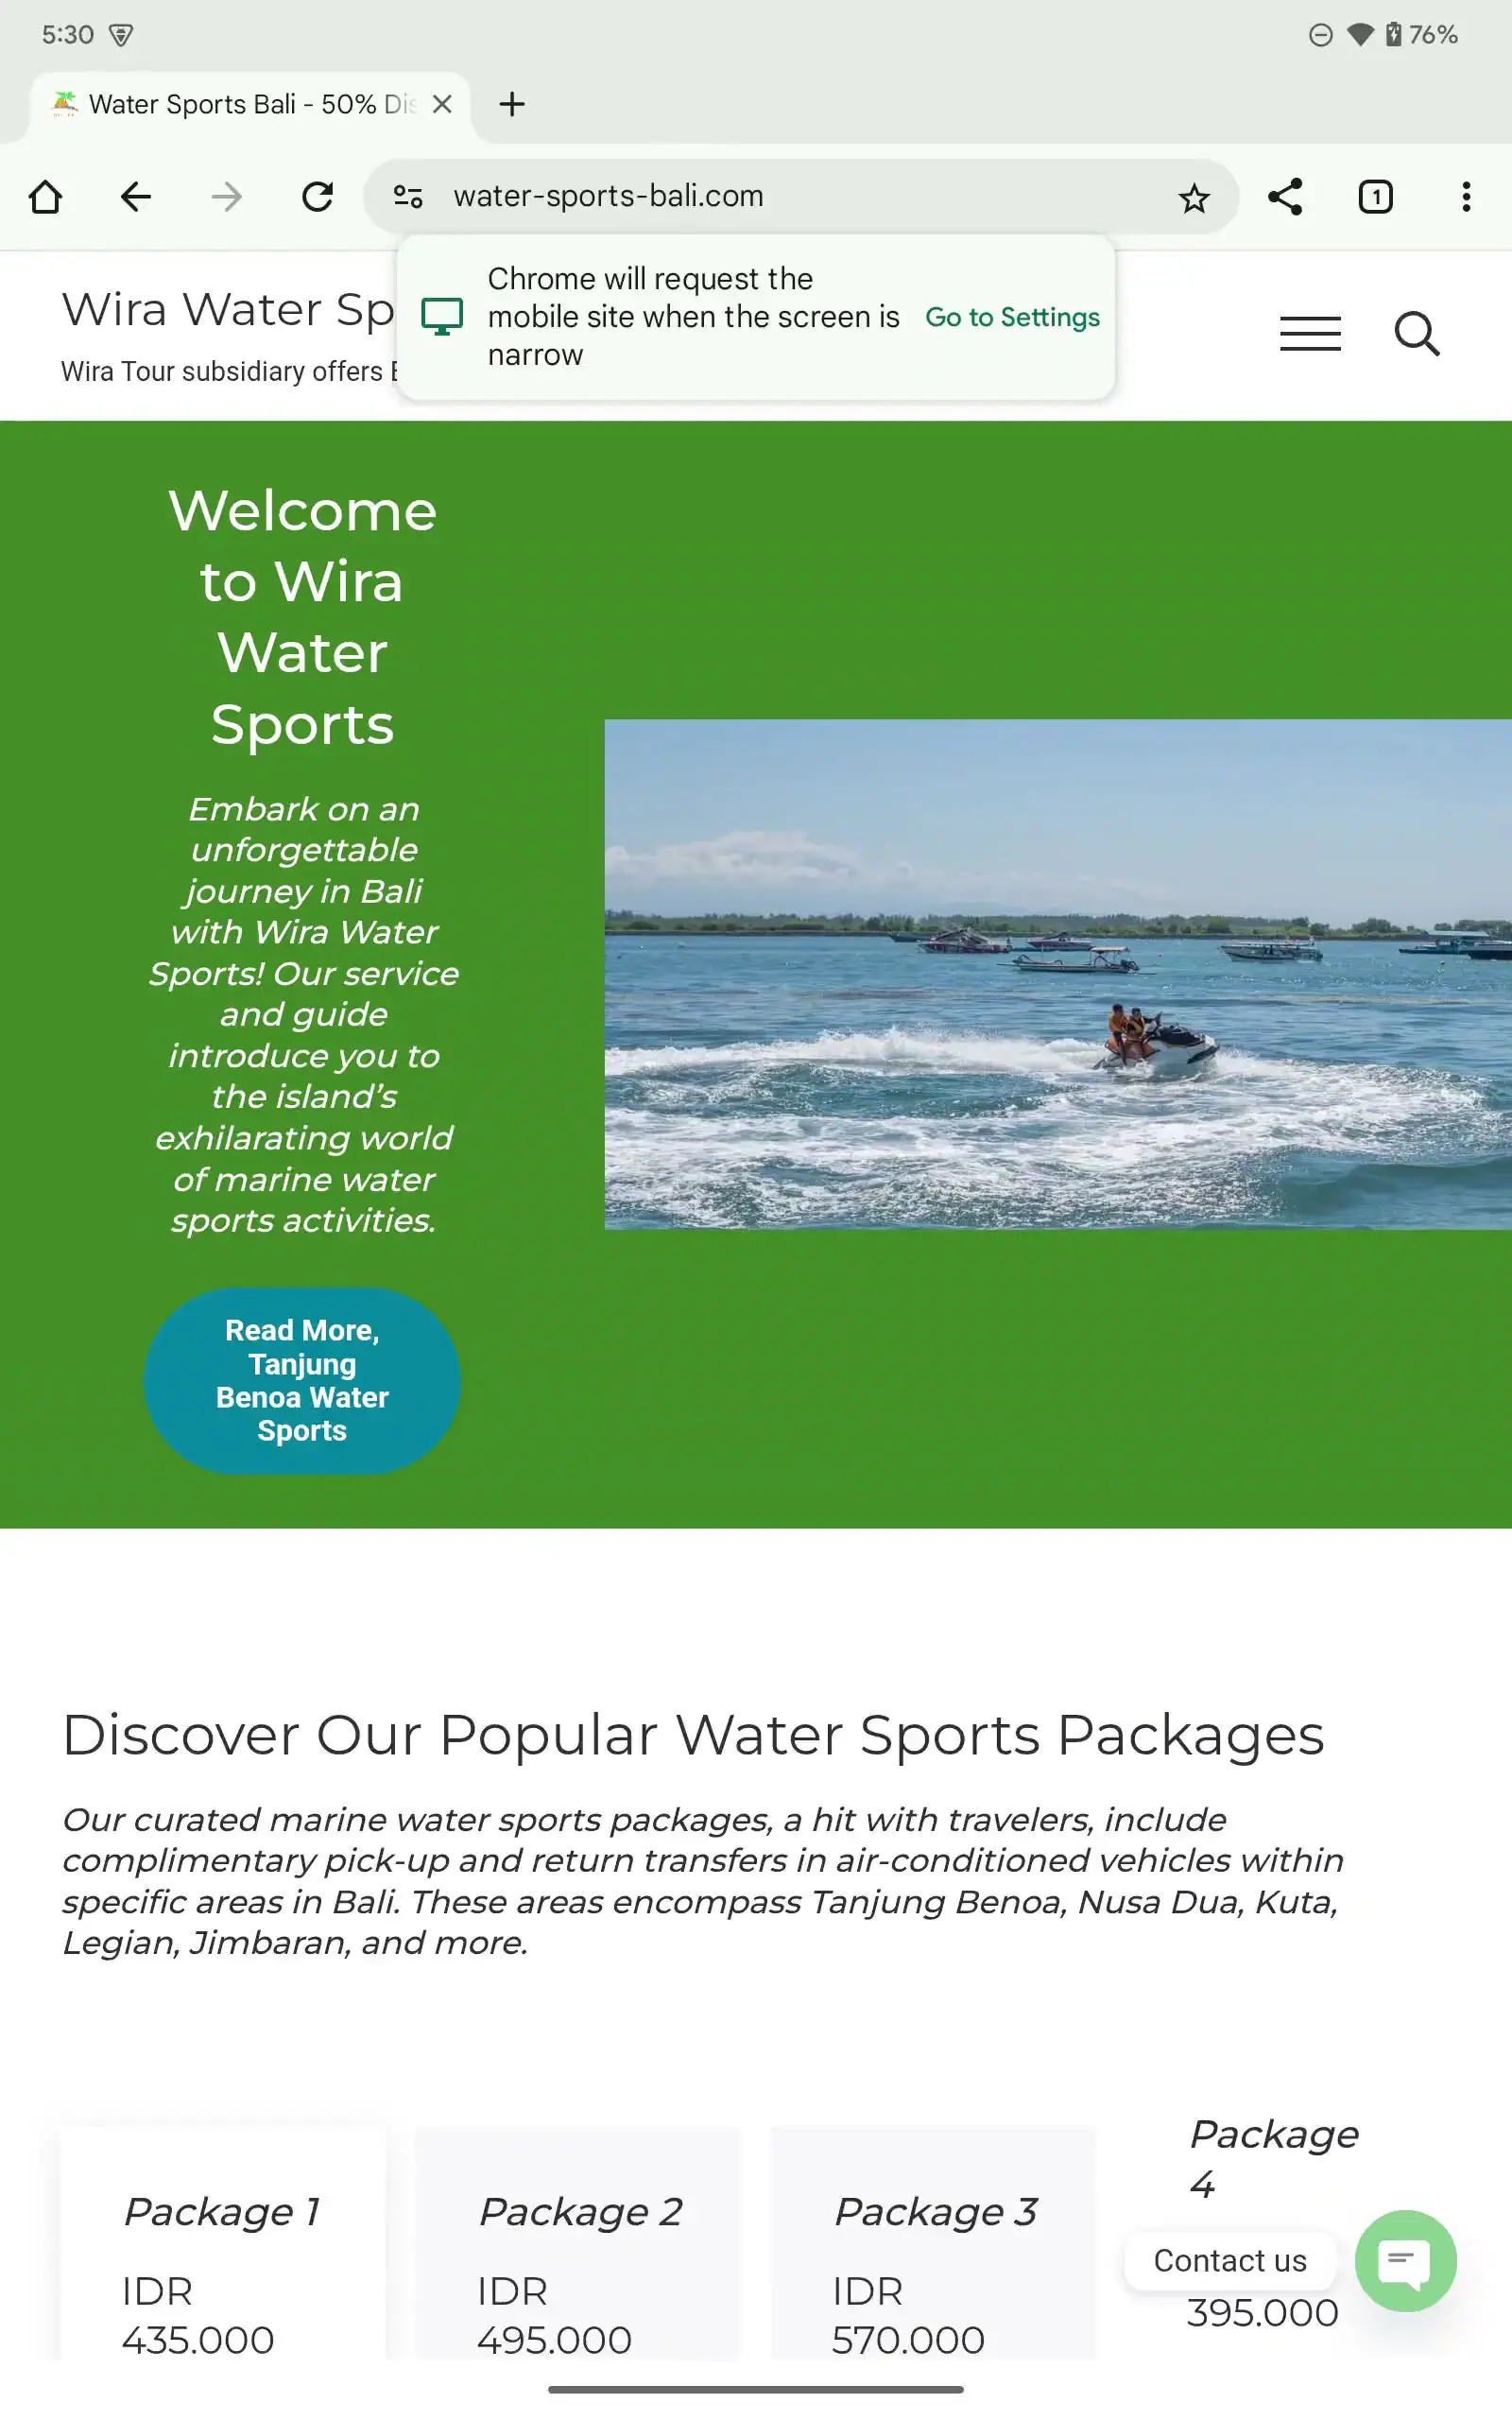 5:30
76%
Water Sports Bali - 50% Dis
water-sports-bali.com
1
Chrome will request the
mobile site when the screen is
narrow
Go to Settings
Wira Water Sp
Wira Tour subsidiary offers
Welcome
to Wira
Water
Sports
Embark on an
unforgettable
journey in Bali
with Wira Water
Sports! Our service
and guide
introduce you to
the island's
exhilarating world
of marine water
sports activities.
Read More,
Tanjung
Benoa Water
Sports
Discover Our Popular Water Sports Packages
Our curated marine water sports packages, a hit with travelers, include
complimentary pick-up and return transfers in air-conditioned vehicles within
specific areas in Bali. These areas encompass Tanjung Benoa, Nusa Dua, Kuta,
Legian, Jimbaran, and more.
Package 1
IDR
435.000
Package 2
IDR
495.000
Package 3
IDR
570.000
Package
4
395.000
Contact us